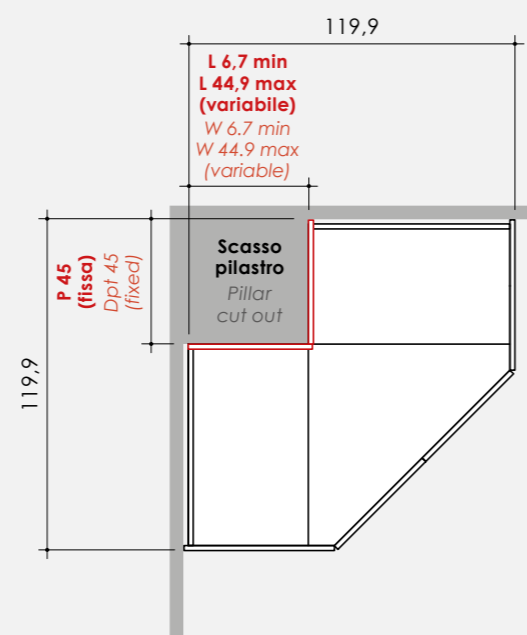 119,9
L 6,7 min
L 44,9 max
(variabile)
W 6.7 min
W 44.9 max
(variable)
P 45
(fissa)
Dpt 45
(fixed)
Scasso
pilastro
Pillar
cut out
119,9